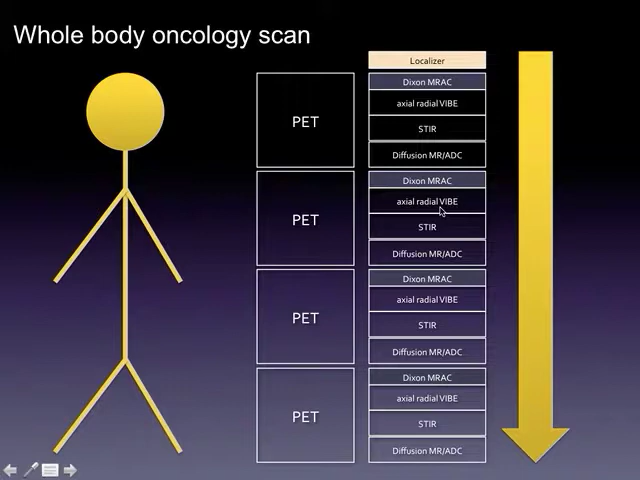 Whole body oncology scan
Localizer
PET
Dixon MRAC
axial radial VIBE
STIR
Diffusion MR/ADC
PET
Dixon MRAC
axial radial VIBE
STIR
Diffusion MR/ADC
PET
Dixon MRAC
axial radial VIBE
STIR
Diffusion MR/ADC
PET
Dixon MRAC
axial radial VIBE
STIR
Diffusion MR/ADC